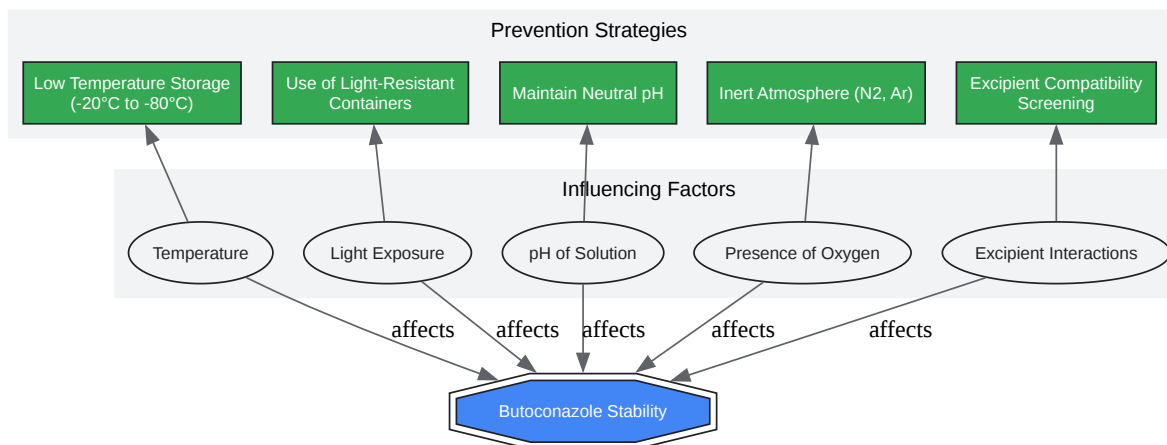 Prevention Strategies
Low Temperature Storage
(-20°C to -80°C)
Use of Light-Resistant
Containers
Maintain Neutral pH
Inert Atmosphere (N2, Ar)
Excipient Compatibility
Screening
Influencing Factors
Temperature
Light Exposure
pH of Solution
Presence of Oxygen
Excipient Interactions
affects
affects
affects
affects
affects
Butoconazole Stability